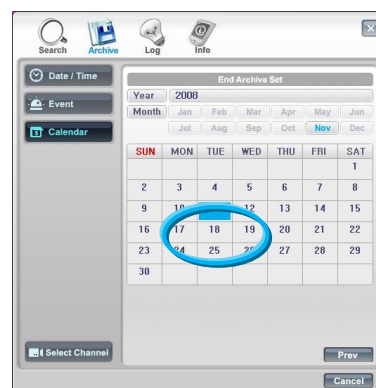 Search Archive Log Info
Date / Time
Event
Calendar
End Archive Set
Year 2008
Month Jan Feb Mar Apr May Jun
Jul Aug Sep Oct Nov Dec
SUN MON TUE WED THU FRI SAT
1
2 3 4 5 6 7 8
9 10 12 13 14 15
16 17 18 19 20 21 22
23 24 25 26 27 28 29
30
Select Channel
Prev
Cancel